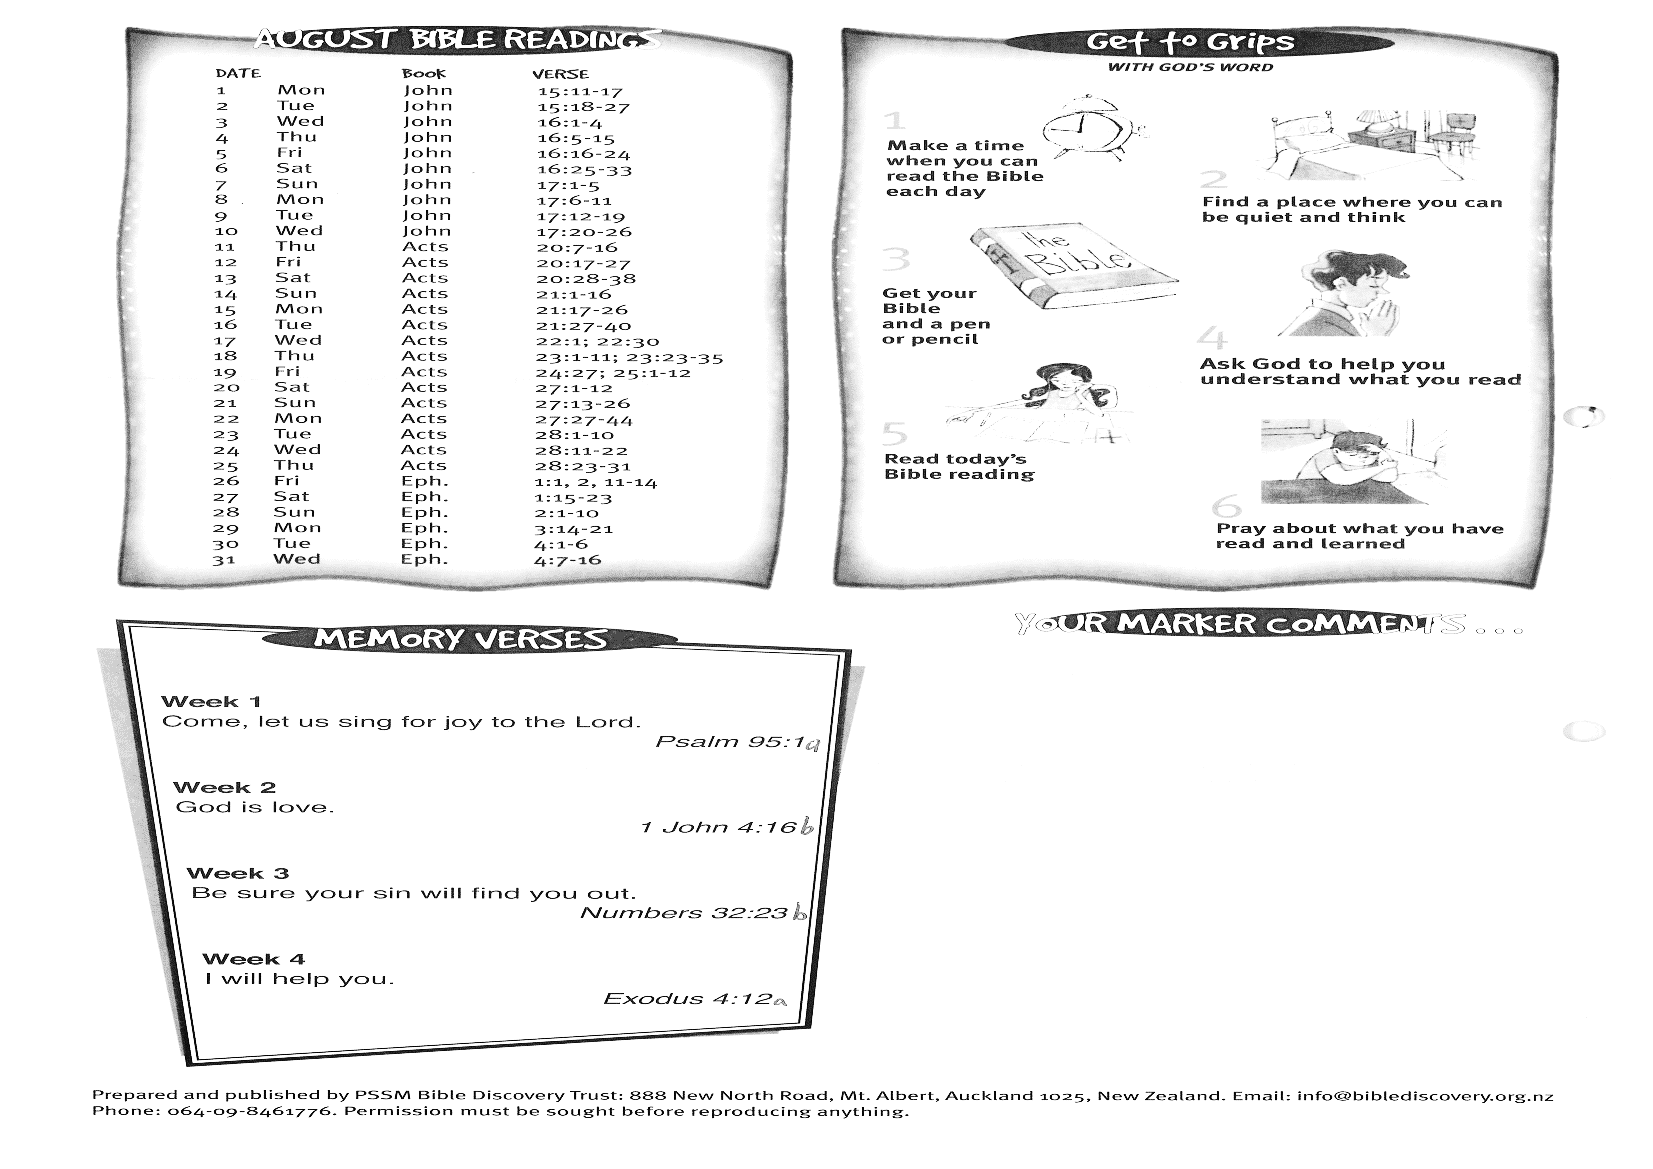 AUGUST BIBLE READINGS
DATE Book VERSE
1 Mon John 15:11-17
2 Tue John 15:18-27
3 Wed John 16:1-4
4 Thu John 16:5-15
5 Fri John 16:16-24
6 Sat John 16:25-33
7 Sun John 17:1-5
8 Mon John 17:6-11
9 Tue John 17:12-19
10 Wed John 17:20-26
11 Thu Acts 20:7-16
12 Fri Acts 20:17-27
13 Sat Acts 20:28-38
14 Sun Acts 21:1-16
15 Mon Acts 21:17-26
16 Tue Acts 21:27-40
17 Wed Acts 22:1; 22:30
18 Thu Acts 23:1-11; 23:23-35
19 Fri Acts 24:27; 25:1-12
20 Sat Acts 27:1-12
21 Sun Acts 27:13-26
22 Mon Acts 27:27-44
23 Tue Acts 28:1-10
24 Wed Acts 28:11-22
25 Thu Acts 28:23-31
26 Fri Eph. 1:1, 2, 11-14
27 Sat Eph. 1:15-23
28 Sun Eph. 2:1-10
29 Mon Eph. 3:14-21
30 Tue Eph. 4:1-6
31 Wed Eph. 4:7-16
Get to Grips
WITH GOD'S WORD
1
Make a time
when you can
read the Bible
each day
2
Find a place where you can
be quiet and think
3
The
Bible
Get your
Bible
and a pen
or pencil
4
Ask God to help you
understand what you read
5
Read today's
Bible reading
6
Pray about what you have
read and learned
MEMORY VERSES
Week 1
Come, let us sing for joy to the Lord.
Psalm 95:1a
Week 2
God is love.
1 John 4:16b
Week 3
Be sure your sin will find you out.
Numbers 32:23b
Week 4
I will help you.
Exodus 4:12a
YOUR MARKER COMMENTS...
Prepared and published by PSSM Bible Discovery Trust: 888 New North Road, Mt. Albert, Auckland 1025, New Zealand. Email: info@biblediscovery.org.nz
Phone: 064-09-8461776. Permission must be sought before reproducing anything.